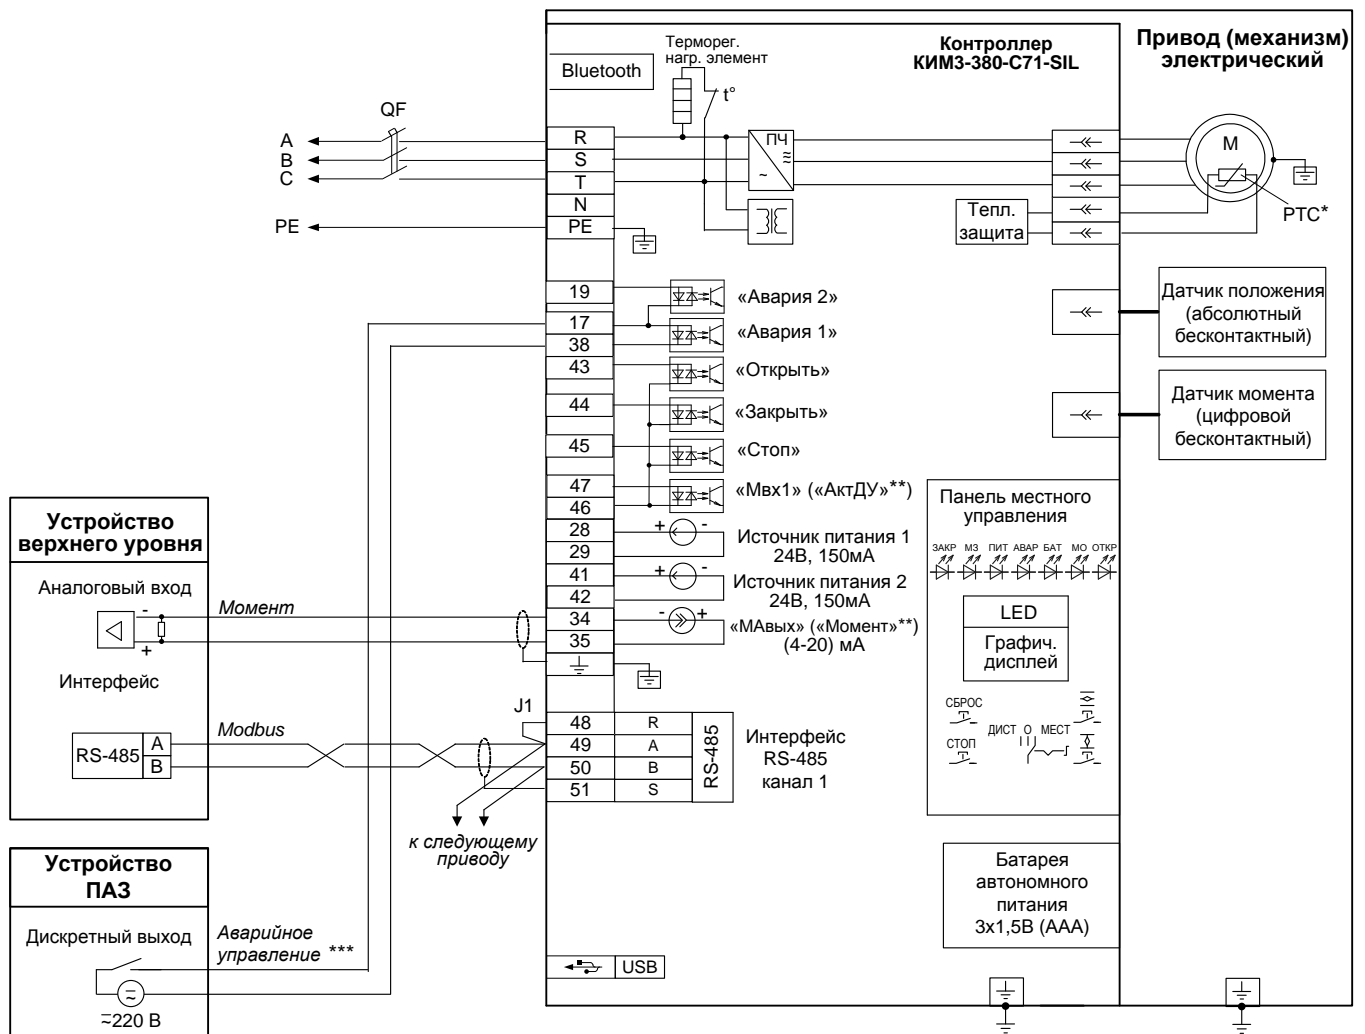 Контроллер
КИМ3-380-С71-SIL
Привод (механизм)
электрический
Bluetooth
Терморег.
нагр. элемент
t°
QF
A
B
C
PE
R
S
T
N
PE
ПЧ
~
≈
M
PTC*
Тепл.
защита
19
17
38
43
44
45
47
46
28
29
41
42
34
35
«Авария 2»
«Авария 1»
«Открыть»
«Закрыть»
«Стоп»
«Мвх1» («АктДУ»**)
+ -
Источник питания 1
24В, 150мА
+ -
Источник питания 2
24В, 150мА
- +
«МАвых» («Момент»**)
(4-20) мА
Датчик положения
(абсолютный
бесконтактный)
Датчик момента
(цифровой
бесконтактный)
Панель местного
управления
ЗАКР МЗ ПИТ АВАР БАТ МО ОТКР
LED
Графич.
дисплей
СБРОС
СТОП
ДИСТ О МЕСТ
Устройство
верхнего уровня
Аналоговый вход
-
+
Момент
Интерфейс
RS-485
A
B
Modbus
J1
48 R
49 A
50 B
51 S
RS-485
Интерфейс
RS-485
канал 1
к следующему
приводу
Батарея
автономного
питания
3x1,5В (ААА)
Устройство
ПАЗ
Дискретный выход
Аварийное
управление ***
≂220 В
USB